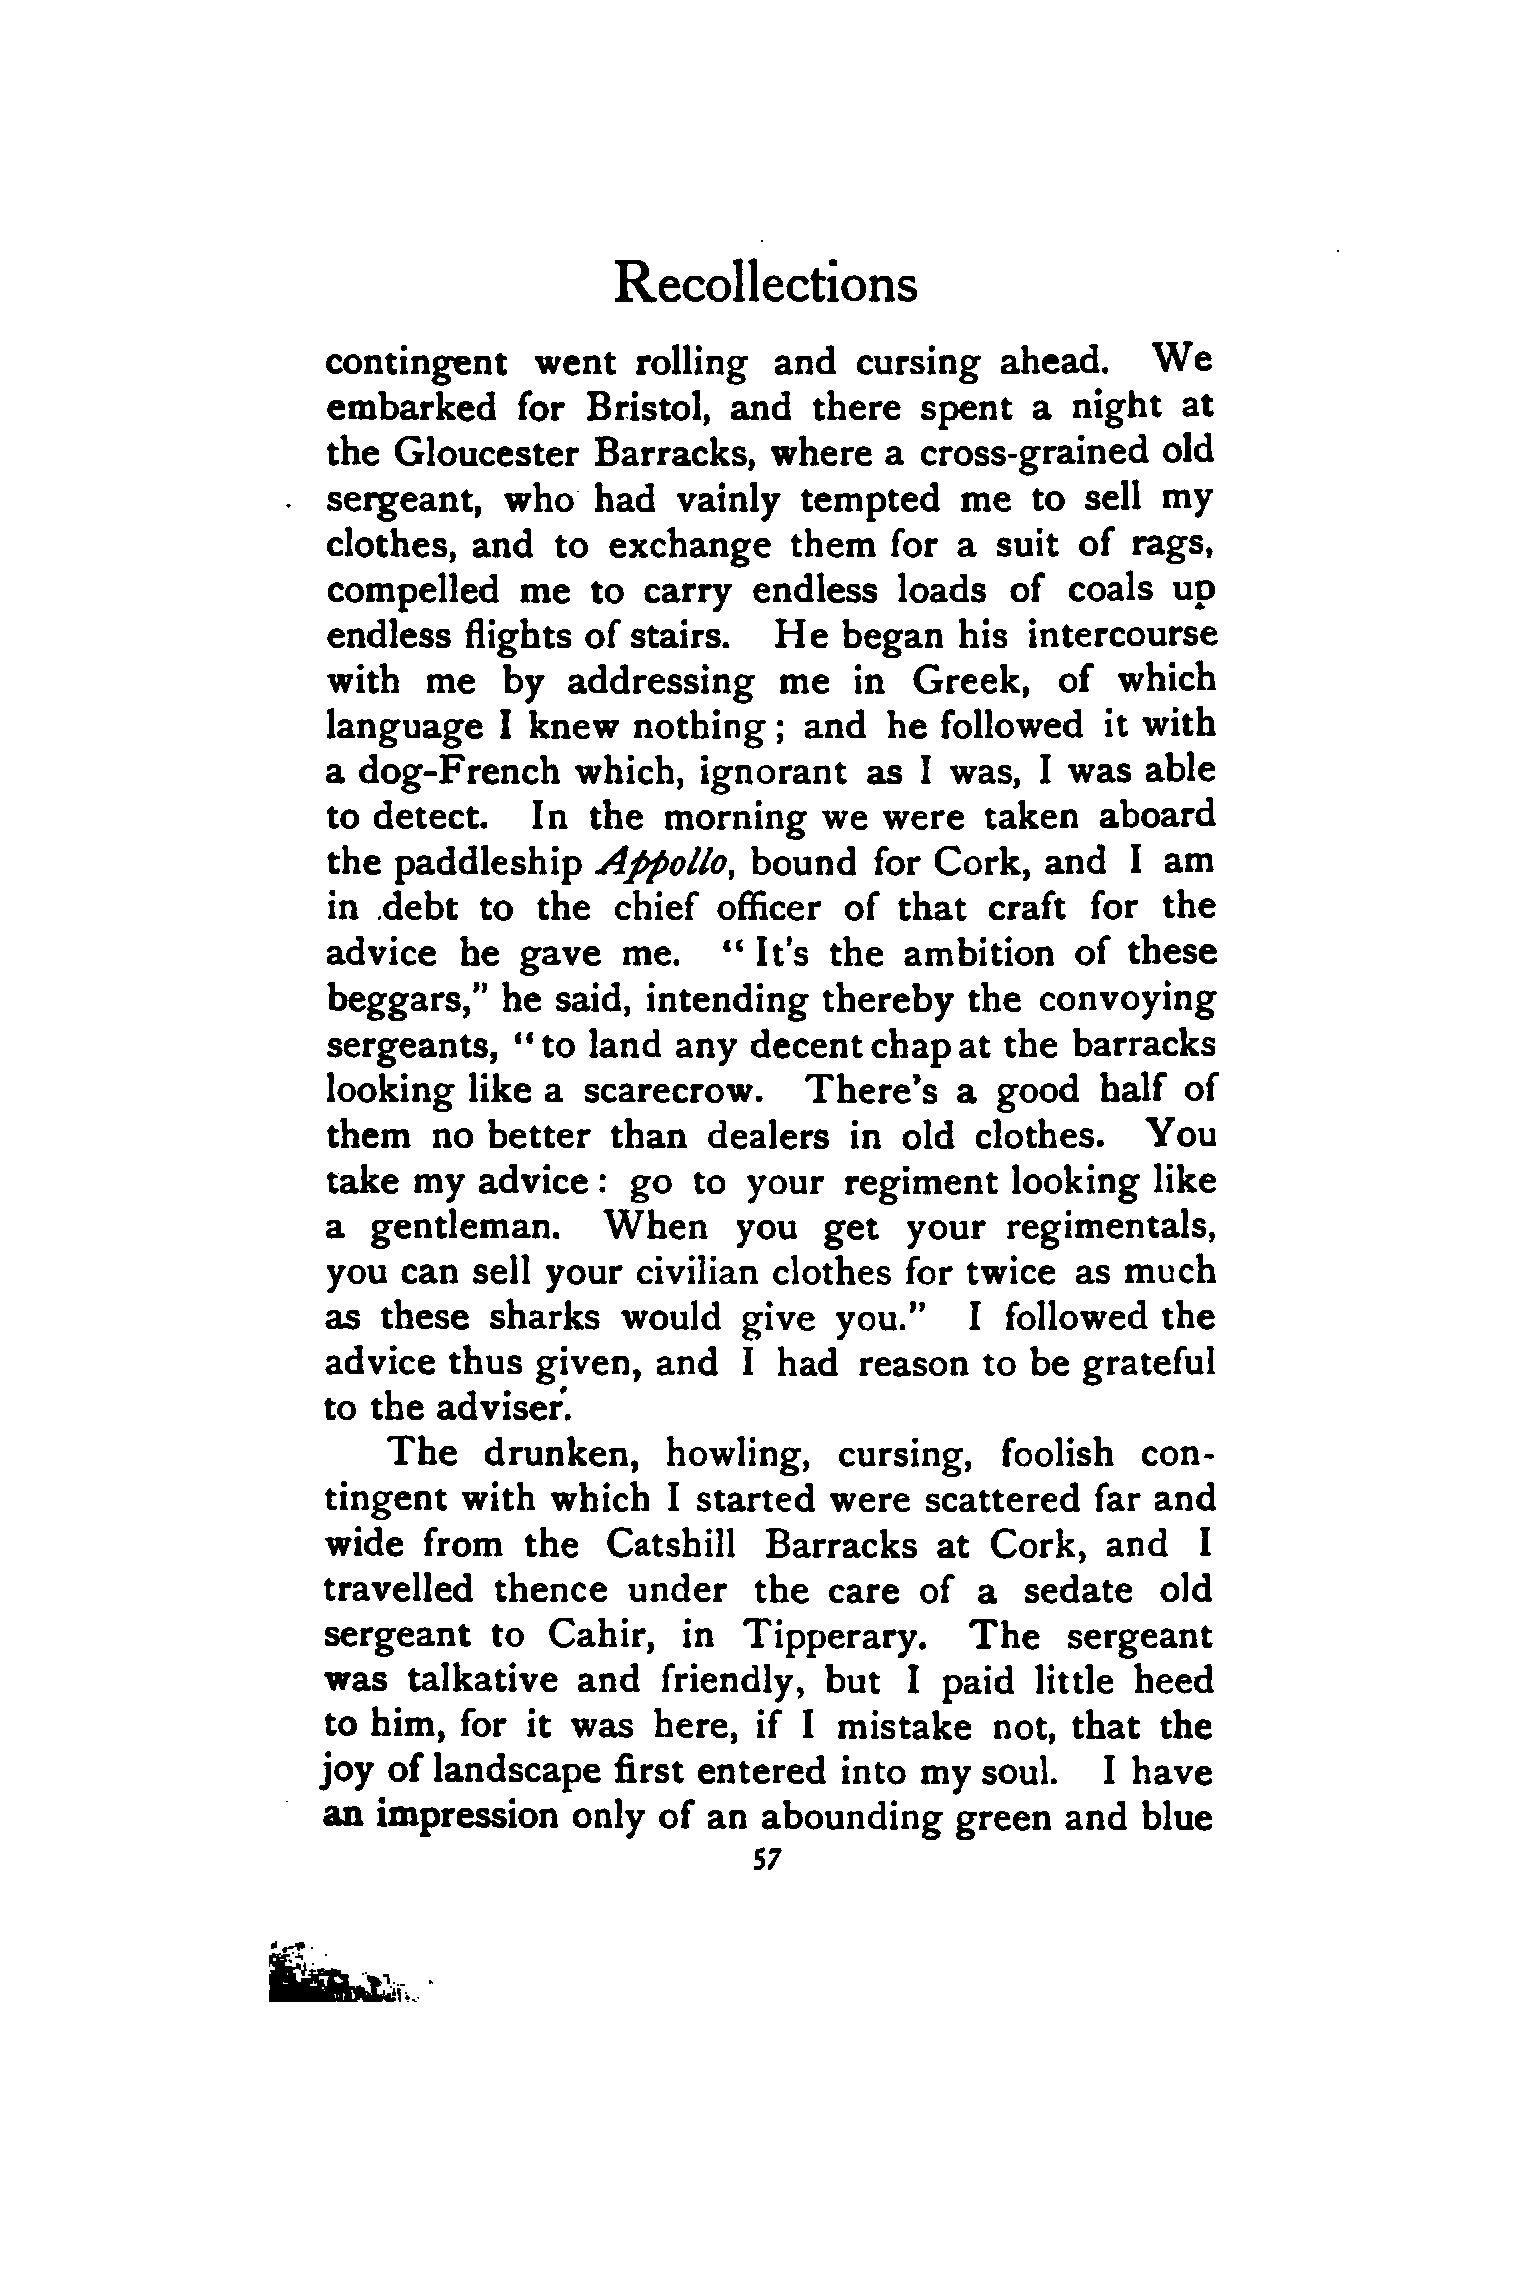 Recollections
contingent went rolling and cursing ahead. We
embarked for Bristol, and there spent a night at
the Gloucester Barracks, where a cross-grained old
sergeant, who had vainly tempted me to sell my
clothes, and to exchange them for a suit of rags,
compelled me to carry endless loads of coals up
endless flights of stairs. He began his intercourse
with me by addressing me in Greek, of which
language I knew nothing; and he followed it with
a dog-French which, ignorant as I was, I was able
to detect. In the morning we were taken aboard
the paddleship Appollo, bound for Cork, and I am
in debt to the chief officer of that craft for the
advice he gave me. "It's the ambition of these
beggars," he said, intending thereby the convoying
sergeants, "to land any decent chap at the barracks
looking like a scarecrow. There's a good half of
them no better than dealers in old clothes. You
take my advice: go to your regiment looking like
a gentleman. When you get your regimentals,
you can sell your civilian clothes for twice as much
as these sharks would give you." I followed the
advice thus given, and I had reason to be grateful
to the adviser.
The drunken, howling, cursing, foolish con-
tingent with which I started were scattered far and
wide from the Catshill Barracks at Cork, and I
travelled thence under the care of a sedate old
sergeant to Cahir, in Tipperary. The sergeant
was talkative and friendly, but I paid little heed
to him, for it was here, if I mistake not, that the
joy of landscape first entered into my soul. I have
an impression only of an abounding green and blue
57